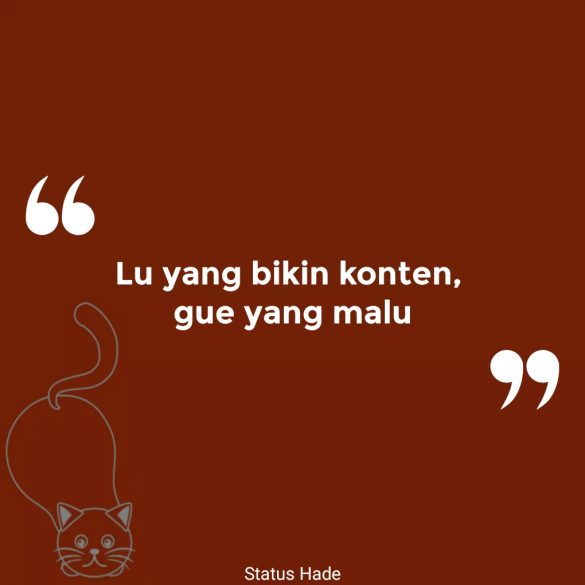 “
Lu yang bikin konten,
gue yang malu
”
Status Hade